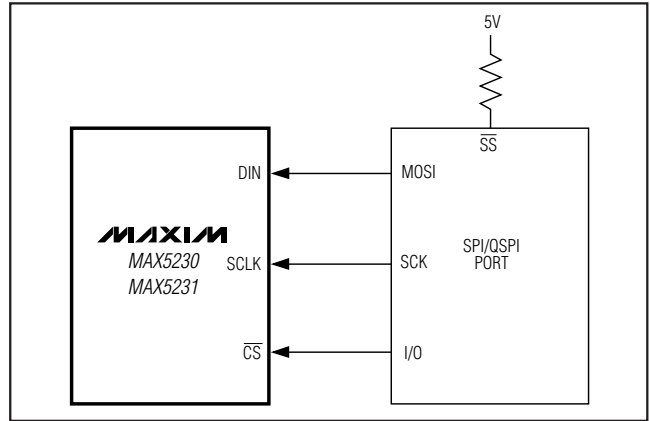 5V
SS
DIN
MOSI
MAXIM
MAX5230
MAX5231
SCLK
SCK
SPI/QSPI
PORT
CS
I/O